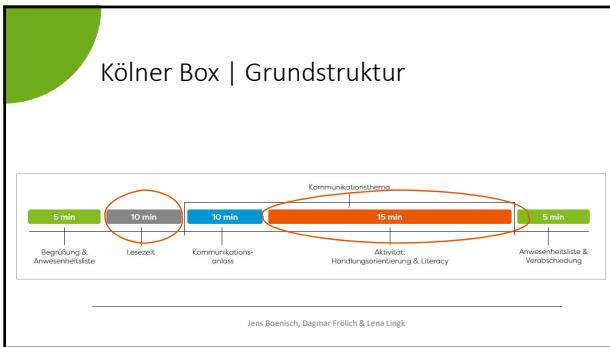 Kölner Box | Grundstruktur
Kommunikationsthema
5 min
10 min
10 min
15 min
5 min
Begrüßung &
Anwesenheitsliste
Lesezeit
Kommunikations-
anlass
Aktivität:
Handlungsorientierung & Literacy
Anwesenheitsliste &
Verabschiedung
Jens Boenisch, Dagmar Frölich & Lena Lingk